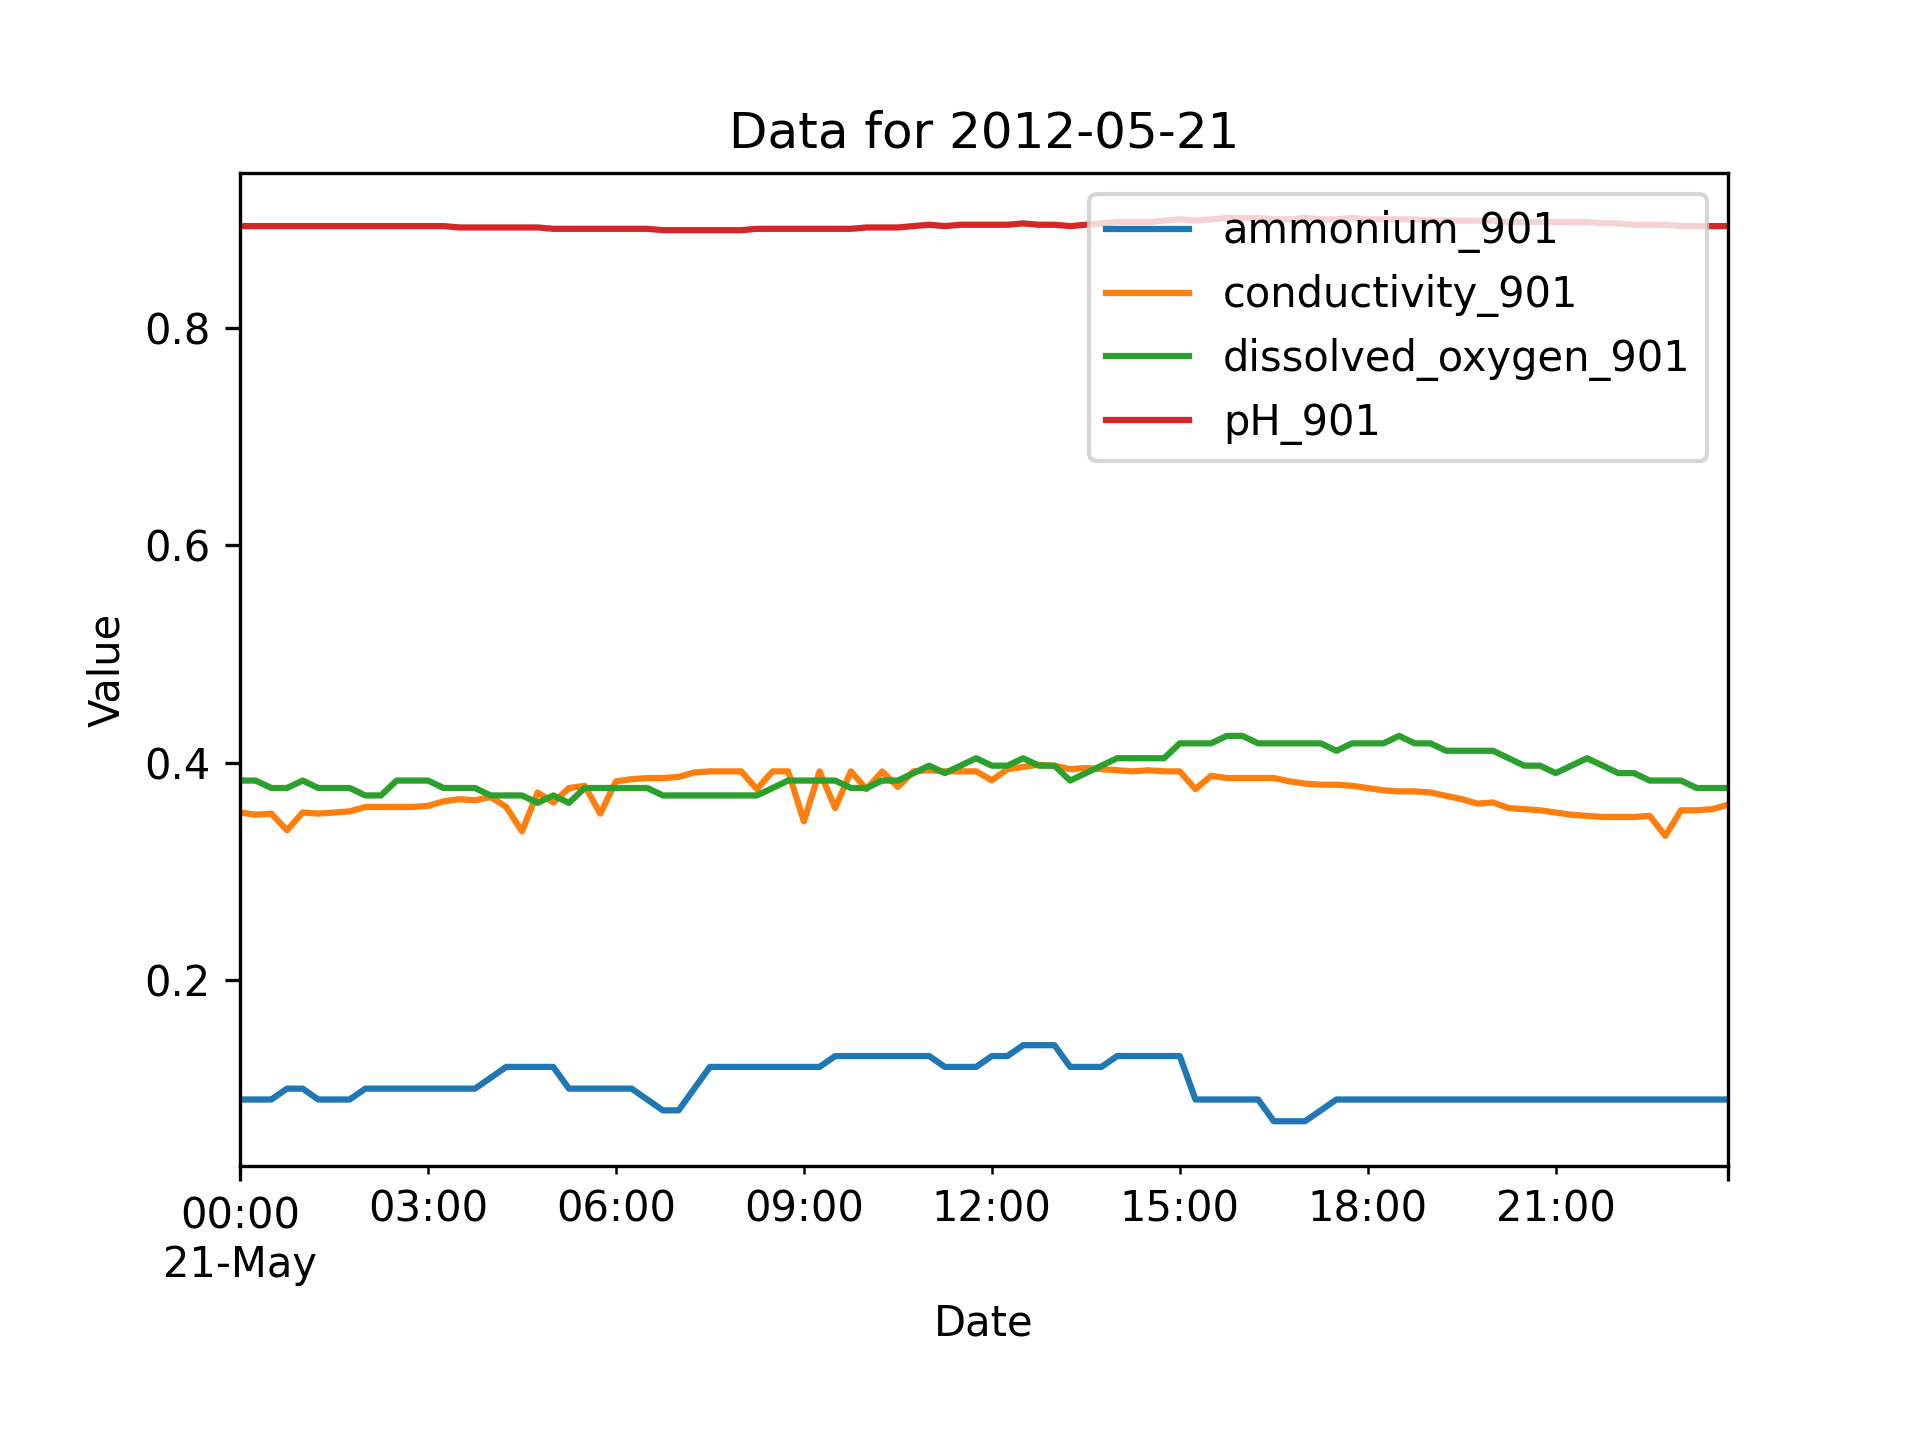 Data for 2012-05-21
ammonium_901
conductivity_901
dissolved_oxygen_901
pH_901
Value
0.8
0.6
0.4
0.2
00:00 03:00 06:00 09:00 12:00 15:00 18:00 21:00
21-May
Date